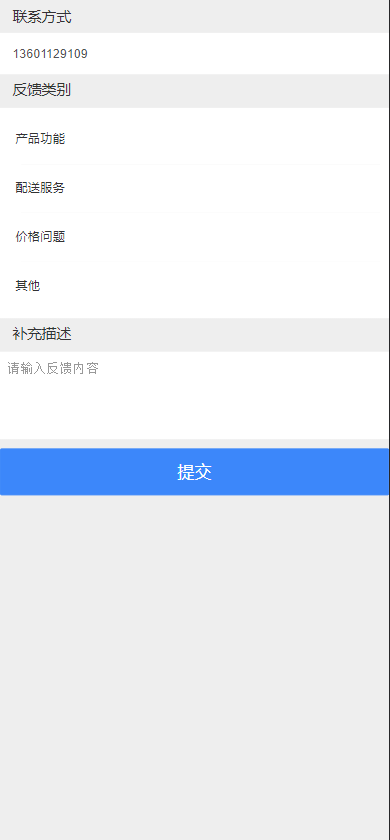 联系方式
13601129109
反馈类别
产品功能
配送服务
价格问题
其他
补充描述
请输入反馈内容
提交